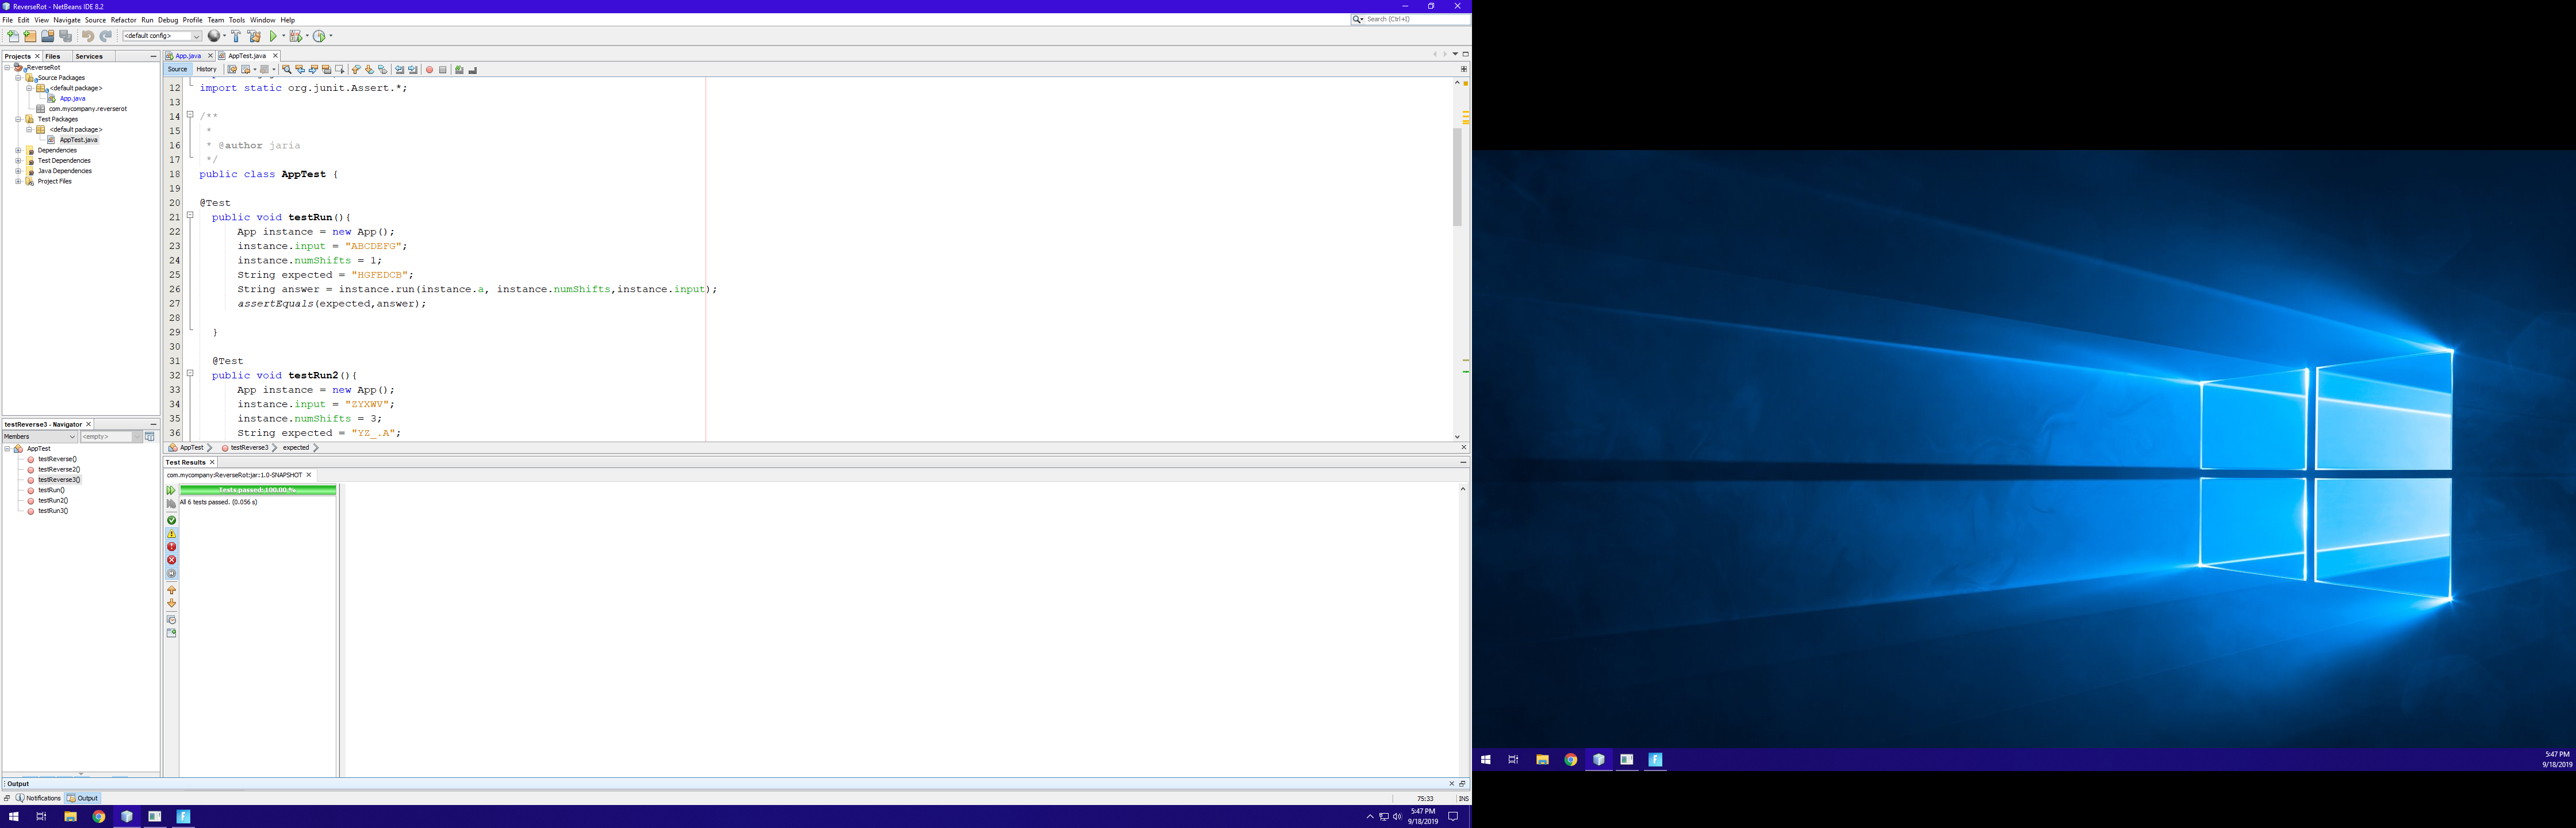 ReverseRot - NetBeans IDE 8.2
File Edit View Navigate Source Refactor Run Debug Profile Team Tools Window Help
Search (Ctrl+I)
<default config>
Projects Files Services
ReverseRot
Source Packages
<default package>
App.java
com.mycompany.reverserot
Test Packages
<default package>
AppTest.java
Dependencies
Test Dependencies
Java Dependencies
Project Files
App.java AppTest.java
Source History
12 import static org.junit.Assert.*;
13
14 /**
15 *
16 * @author jaria
17 */
18 public class AppTest {
19
20 @Test
21 public void testRun(){
22 App instance = new App();
23 instance.input = "ABCDEFG";
24 instance.numShifts = 1;
25 String expected = "HGFEDCB";
26 String answer = instance.run(instance.a, instance.numShifts,instance.input);
27 assertEquals(expected,answer);
28
29 }
30
31 @Test
32 public void testRun2(){
33 App instance = new App();
34 instance.input = "ZYXWV";
35 instance.numShifts = 3;
36 String expected = "YZ_.A";
AppTest testReverse3 expected
testReverse3 - Navigator
Members <empty>
AppTest
testReverse()
testReverse2()
testReverse3()
testRun()
testRun2()
testRun3()
Test Results
com.mycompany:ReverseRot:jar:1.0-SNAPSHOT
Tests passed: 100.00 %
All 6 tests passed. (0.056 s)
Output
Notifications Output
75:33 INS
5:47 PM
9/18/2019
5:47 PM
9/18/2019